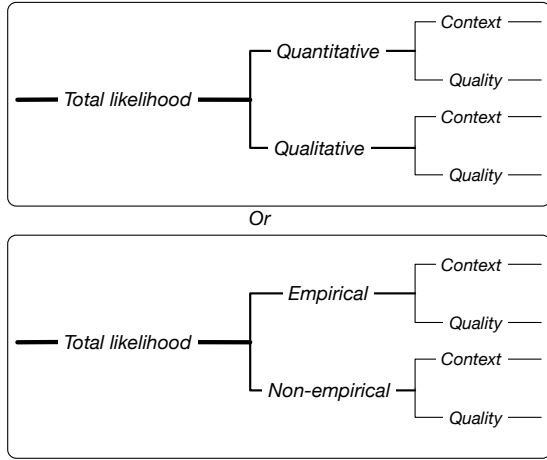 Context
Quantitative
Total likelihood
Quality
Context
Qualitative
Quality
Or
Context
Empirical
Total likelihood
Quality
Context
Non-empirical
Quality